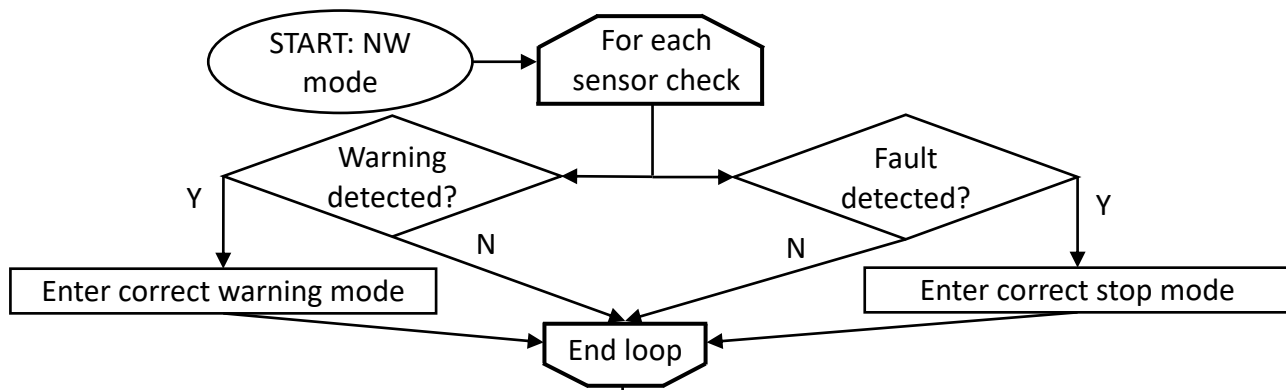 START: NW
mode
For each
sensor check
Warning
detected?
Fault
detected?
Y
N
N
Y
Enter correct warning mode
Enter correct stop mode
End loop